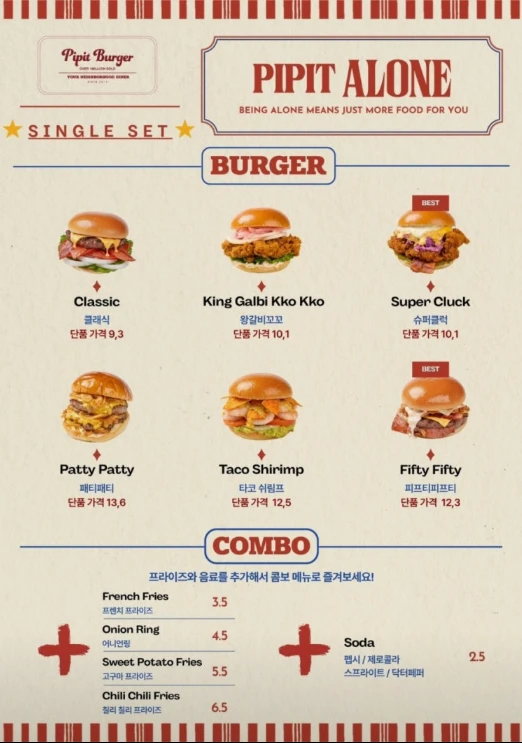 Pipit Burger
YOUR NEIGHBORHOOD DINER
PIPIT ALONE
BEING ALONE MEANS JUST MORE FOOD FOR YOU
SINGLE SET
BURGER
BEST
Classic
클래식
단품 가격 9,3
King Galbi Kko Kko
왕갈비꼬꼬
단품 가격 10,1
Super Cluck
슈퍼클럭
단품 가격 10,1
BEST
Patty Patty
패티패티
단품 가격 13,6
Taco Shirimp
타코 쉬림프
단품 가격 12,5
Fifty Fifty
피프티피프티
단품 가격 12,3
COMBO
프라이즈와 음료를 추가해서 콤보 메뉴로 즐겨보세요!
French Fries
프렌치 프라이즈
3.5
Onion Ring
어니언링
4.5
Sweet Potato Fries
고구마 프라이즈
5.5
Chili Chili Fries
칠리 칠리 프라이즈
6.5
Soda
펩시 / 제로콜라
스프라이트 / 닥터페퍼
2.5